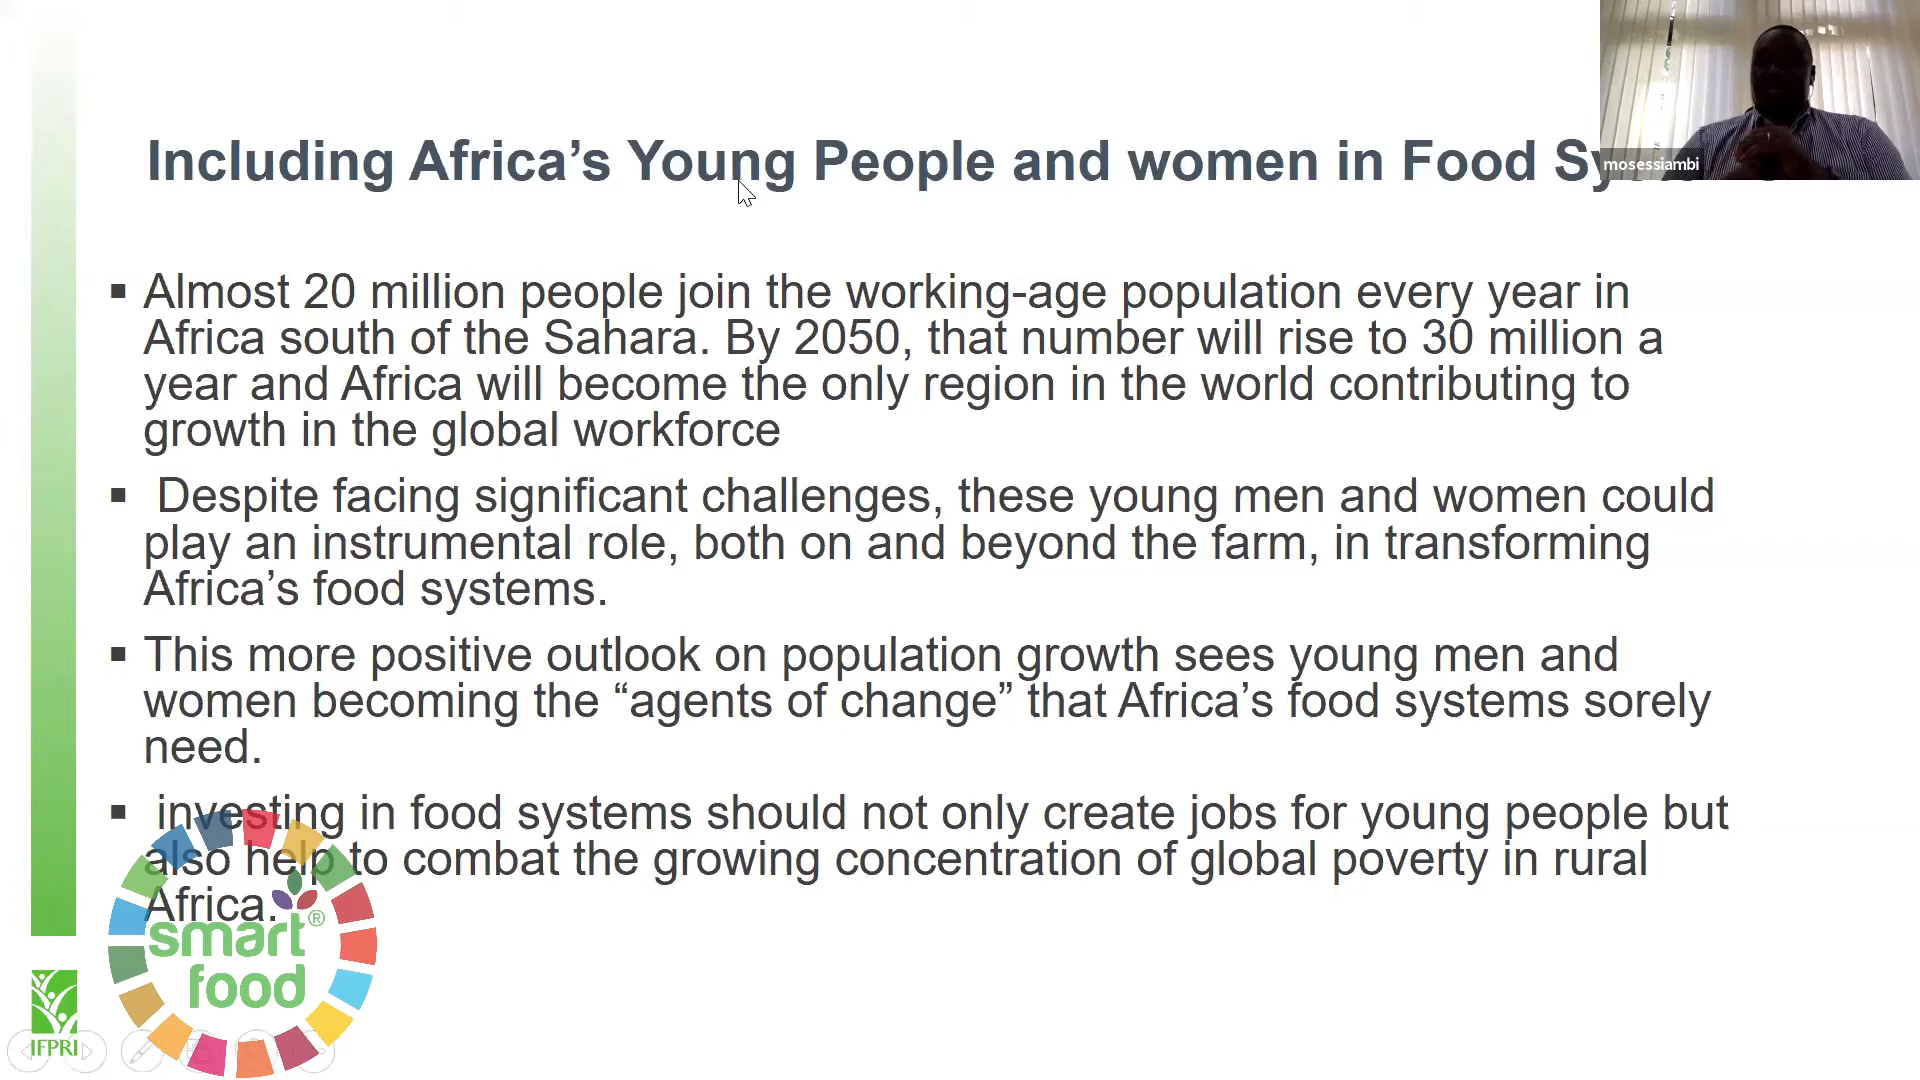 Including Africa’s Young People and women in Food
mosessiambi
▪ Almost 20 million people join the working-age population every year in
Africa south of the Sahara. By 2050, that number will rise to 30 million a
year and Africa will become the only region in the world contributing to
growth in the global workforce
▪ Despite facing significant challenges, these young men and women could
play an instrumental role, both on and beyond the farm, in transforming
Africa’s food systems.
▪ This more positive outlook on population growth sees young men and
women becoming the “agents of change” that Africa’s food systems sorely
need.
▪ investing in food systems should not only create jobs for young people but
also help to combat the growing concentration of global poverty in rural
Africa.
smart®
food
IFPRI